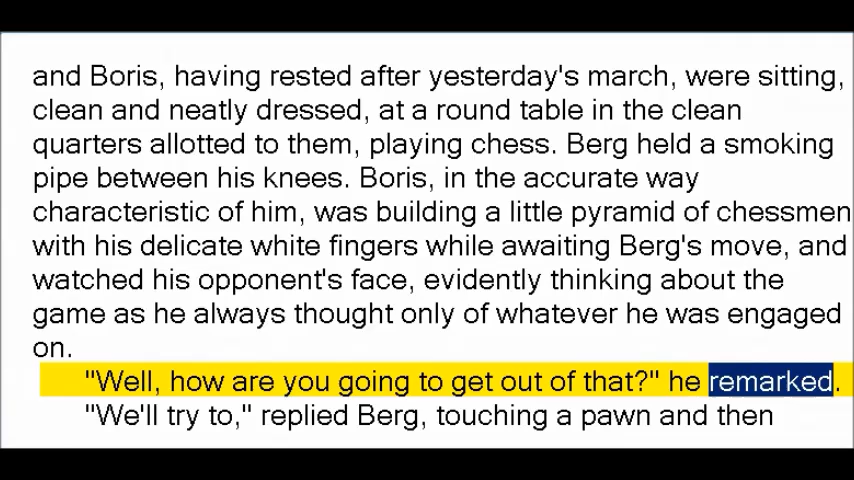 and Boris, having rested after yesterday's march, were sitting,
clean and neatly dressed, at a round table in the clean
quarters allotted to them, playing chess. Berg held a smoking
pipe between his knees. Boris, in the accurate way
characteristic of him, was building a little pyramid of chessmen
with his delicate white fingers while awaiting Berg's move, and
watched his opponent's face, evidently thinking about the
game as he always thought only of whatever he was engaged
on.
"Well, how are you going to get out of that?" he remarked.
"We'll try to," replied Berg, touching a pawn and then